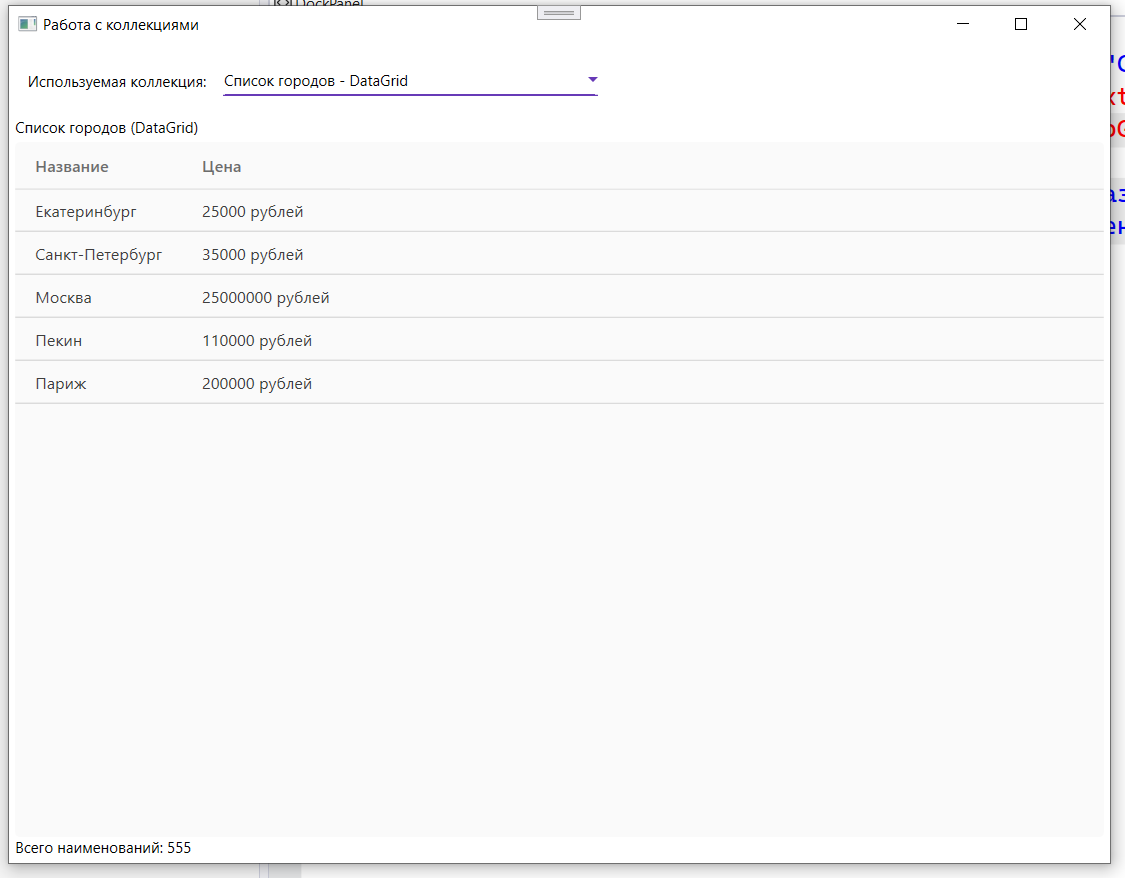 DockPanel
Работа с коллекциями
Используемая коллекция: Список городов - DataGrid
Список городов (DataGrid)
Название Цена
Екатеринбург 25000 рублей
Санкт-Петербург 35000 рублей
Москва 25000000 рублей
Пекин 110000 рублей
Париж 200000 рублей
Всего наименований: 555